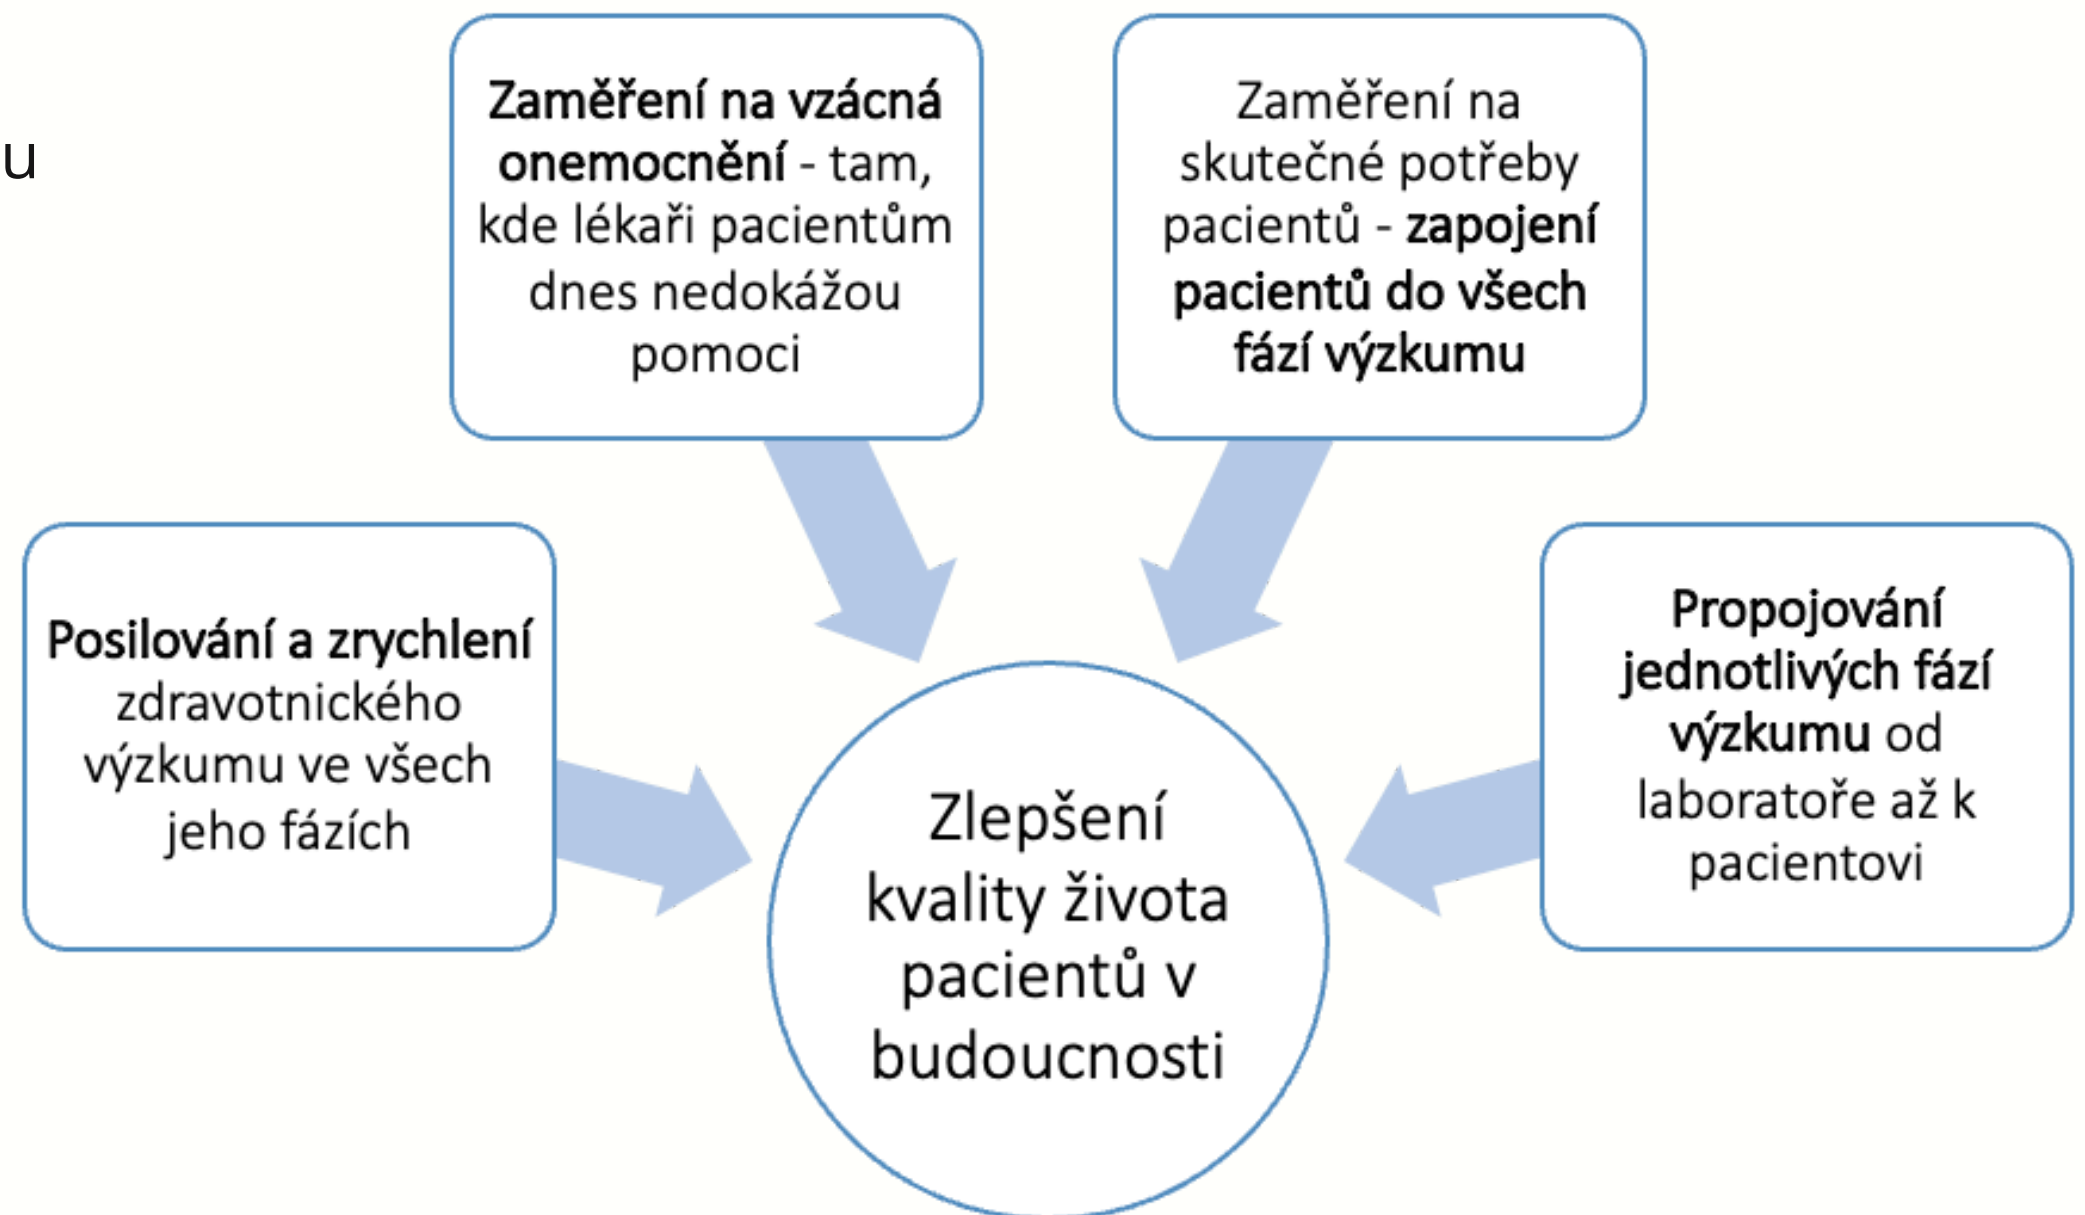 u
Zaměření na vzácná
onemocnění - tam,
kde lékaři pacientům
dnes nedokážou
pomoci
Zaměření na
skutečné potřeby
pacientů - zapojení
pacientů do všech
fází výzkumu
Posilování a zrychlení
zdravotnického
výzkumu ve všech
jeho fázích
Propojování
jednotlivých fází
výzkumu od
laboratoře až k
pacientovi
Zlepšení
kvality života
pacientů v
budoucnosti